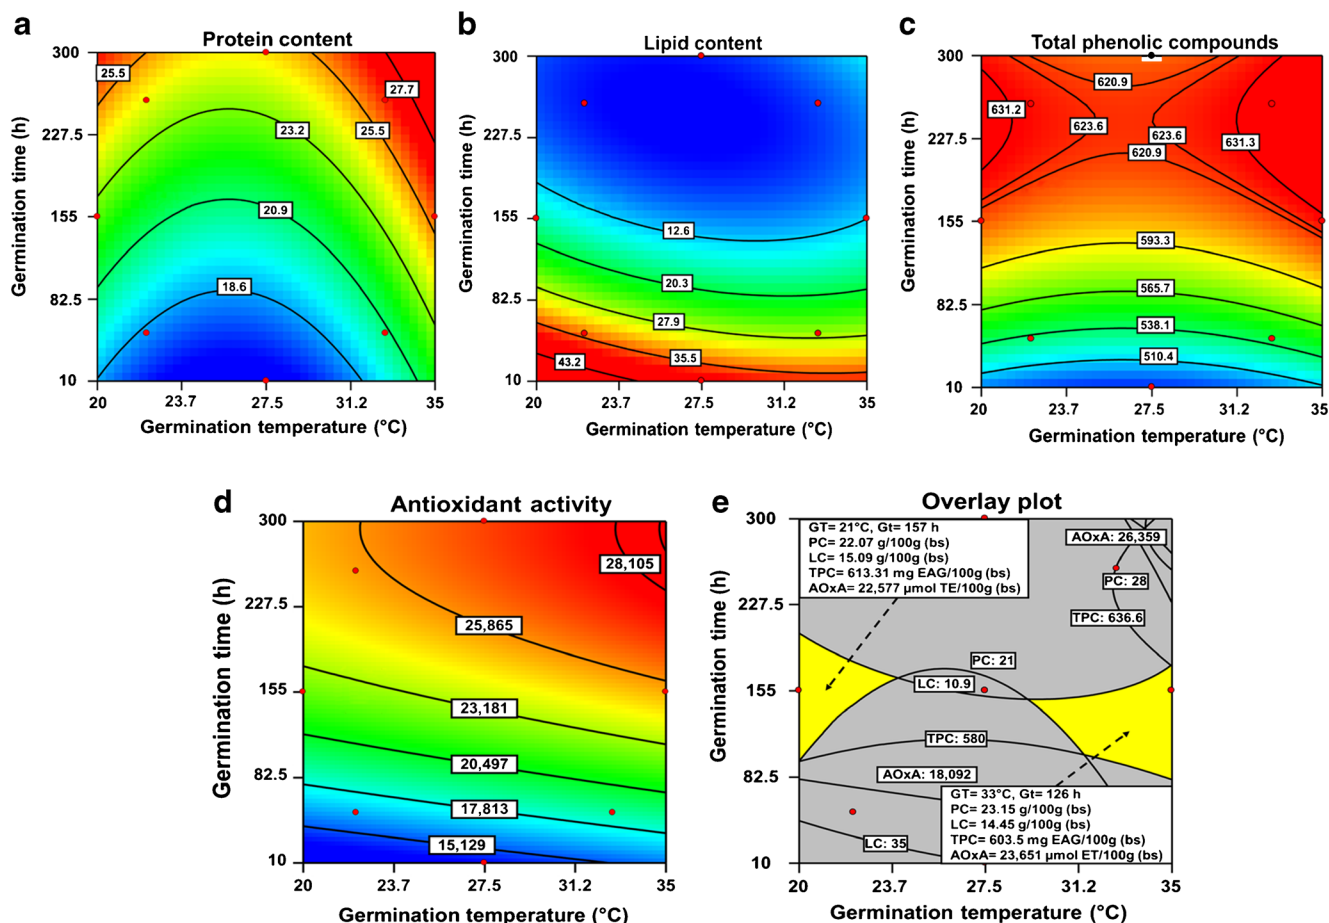 a
Protein content
300
227.5
155
82.5
10
Germination time (h)
25.5
27.7
23.2
25.5
20.9
18.6
20
23.7
27.5
31.2
35
Germination temperature (°C)
b
Lipid content
300
227.5
155
82.5
10
Germination time (h)
12.6
20.3
27.9
35.5
43.2
20
23.7
27.5
31.2
35
Germination temperature (°C)
c
Total phenolic compounds
300
227.5
155
82.5
10
Germination time (h)
620.9
631.2
623.6
623.6
620.9
631.3
593.3
565.7
538.1
510.4
20
23.7
27.5
31.2
35
Germination temperature (°C)
d
Antioxidant activity
300
227.5
155
82.5
10
Germination time (h)
28,105
25,865
23,181
20,497
17,813
15,129
20
23.7
27.5
31.2
35
Germination temperature (°C)
e
Overlay plot
300
227.5
155
82.5
10
Germination time (h)
GT= 21°C, Gt= 157 h
PC= 22.07 g/100g (bs)
LC= 15.09 g/100g (bs)
TPC= 613.31 mg EAG/100g (bs)
AOxA= 22,577 µmol TE/100g (bs)
AOxA: 26,359
PC: 28
TPC: 636.6
PC: 21
LC: 10.9
TPC: 580
AOxA: 18,092
LC: 35
GT= 33°C, Gt= 126 h
PC= 23.15 g/100g (bs)
LC= 14.45 g/100g (bs)
TPC= 603.5 mg EAG/100g (bs)
AOxA= 23,651 µmol ET/100g (bs)
20
23.7
27.5
31.2
35
Germination temperature (°C)